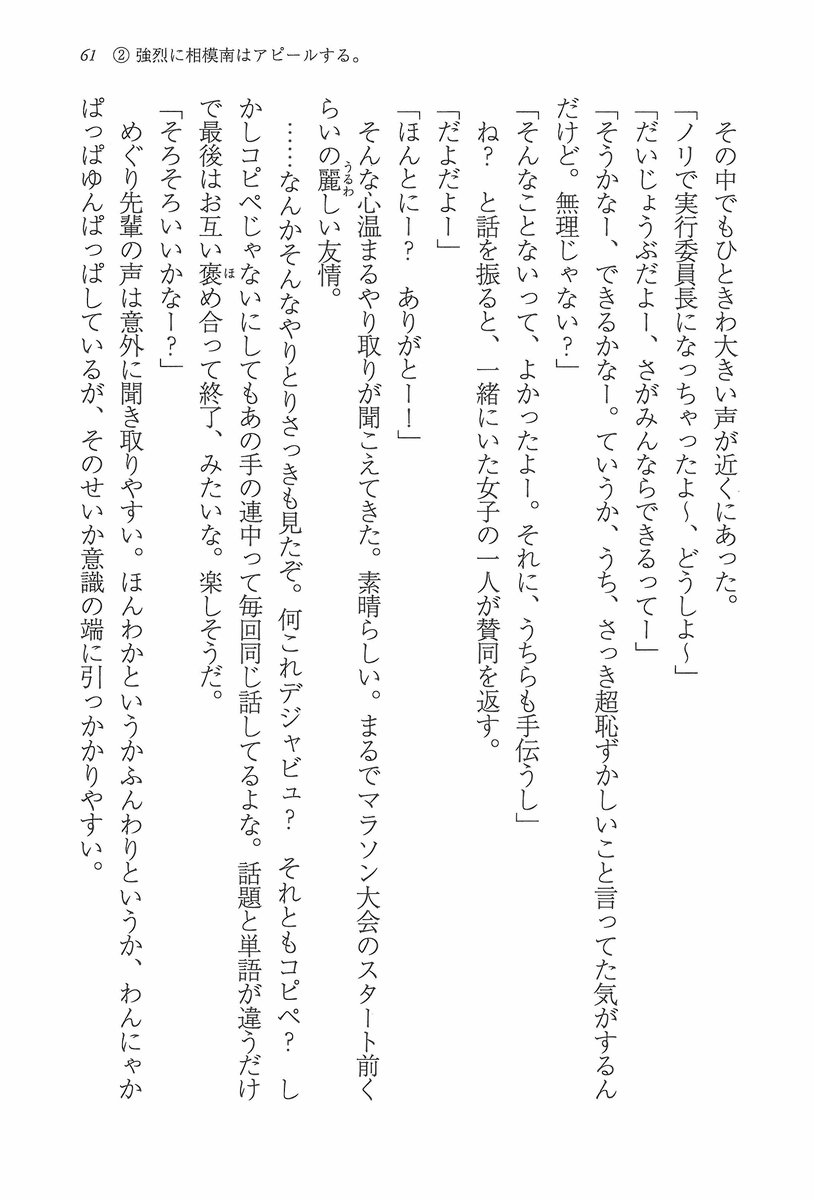 61 ② 強烈に相模南はアピールする。
その中でもひときわ大きい声が近くにあった。
「ノリで実行委員長になっちゃったよ〜、どうしよ〜」
「だいじょうぶだよー、さがみんならできるってー」
「そうかなー、できるかなー。ていうか、うち、さっき超恥ずかしいこと言ってた気がするん
だけど。無理じゃない?」
「そんなことないって、よかったよー。それに、うちらも手伝うし」
ね? と話を振ると、一緒にいた女子の一人が賛同を返す。
「だよだよー」
「ほんとにー? ありがとー!」
そんな心温まるやり取りが聞こえてきた。素晴らしい。まるでマラソン大会のスタート前く
らいの麗うるわしい友情。
……なんかそんなやりとりさっきも見たぞ。何これデジャビュ? それともコピペ? し
かしコピペじゃないにしてもあの手の連中って毎回同じ話してるよな。話題と単語が違うだけ
で最後はお互い褒ほめ合って終了、みたいな。楽しそうだ。
「そろそろいいかなー?」
めぐり先輩の声は意外に聞き取りやすい。ほんわかというかふんわりというか、わんにゃか
ぱっぱゆんぱっぱしているが、そのせいか意識の端に引っかかりやすい。